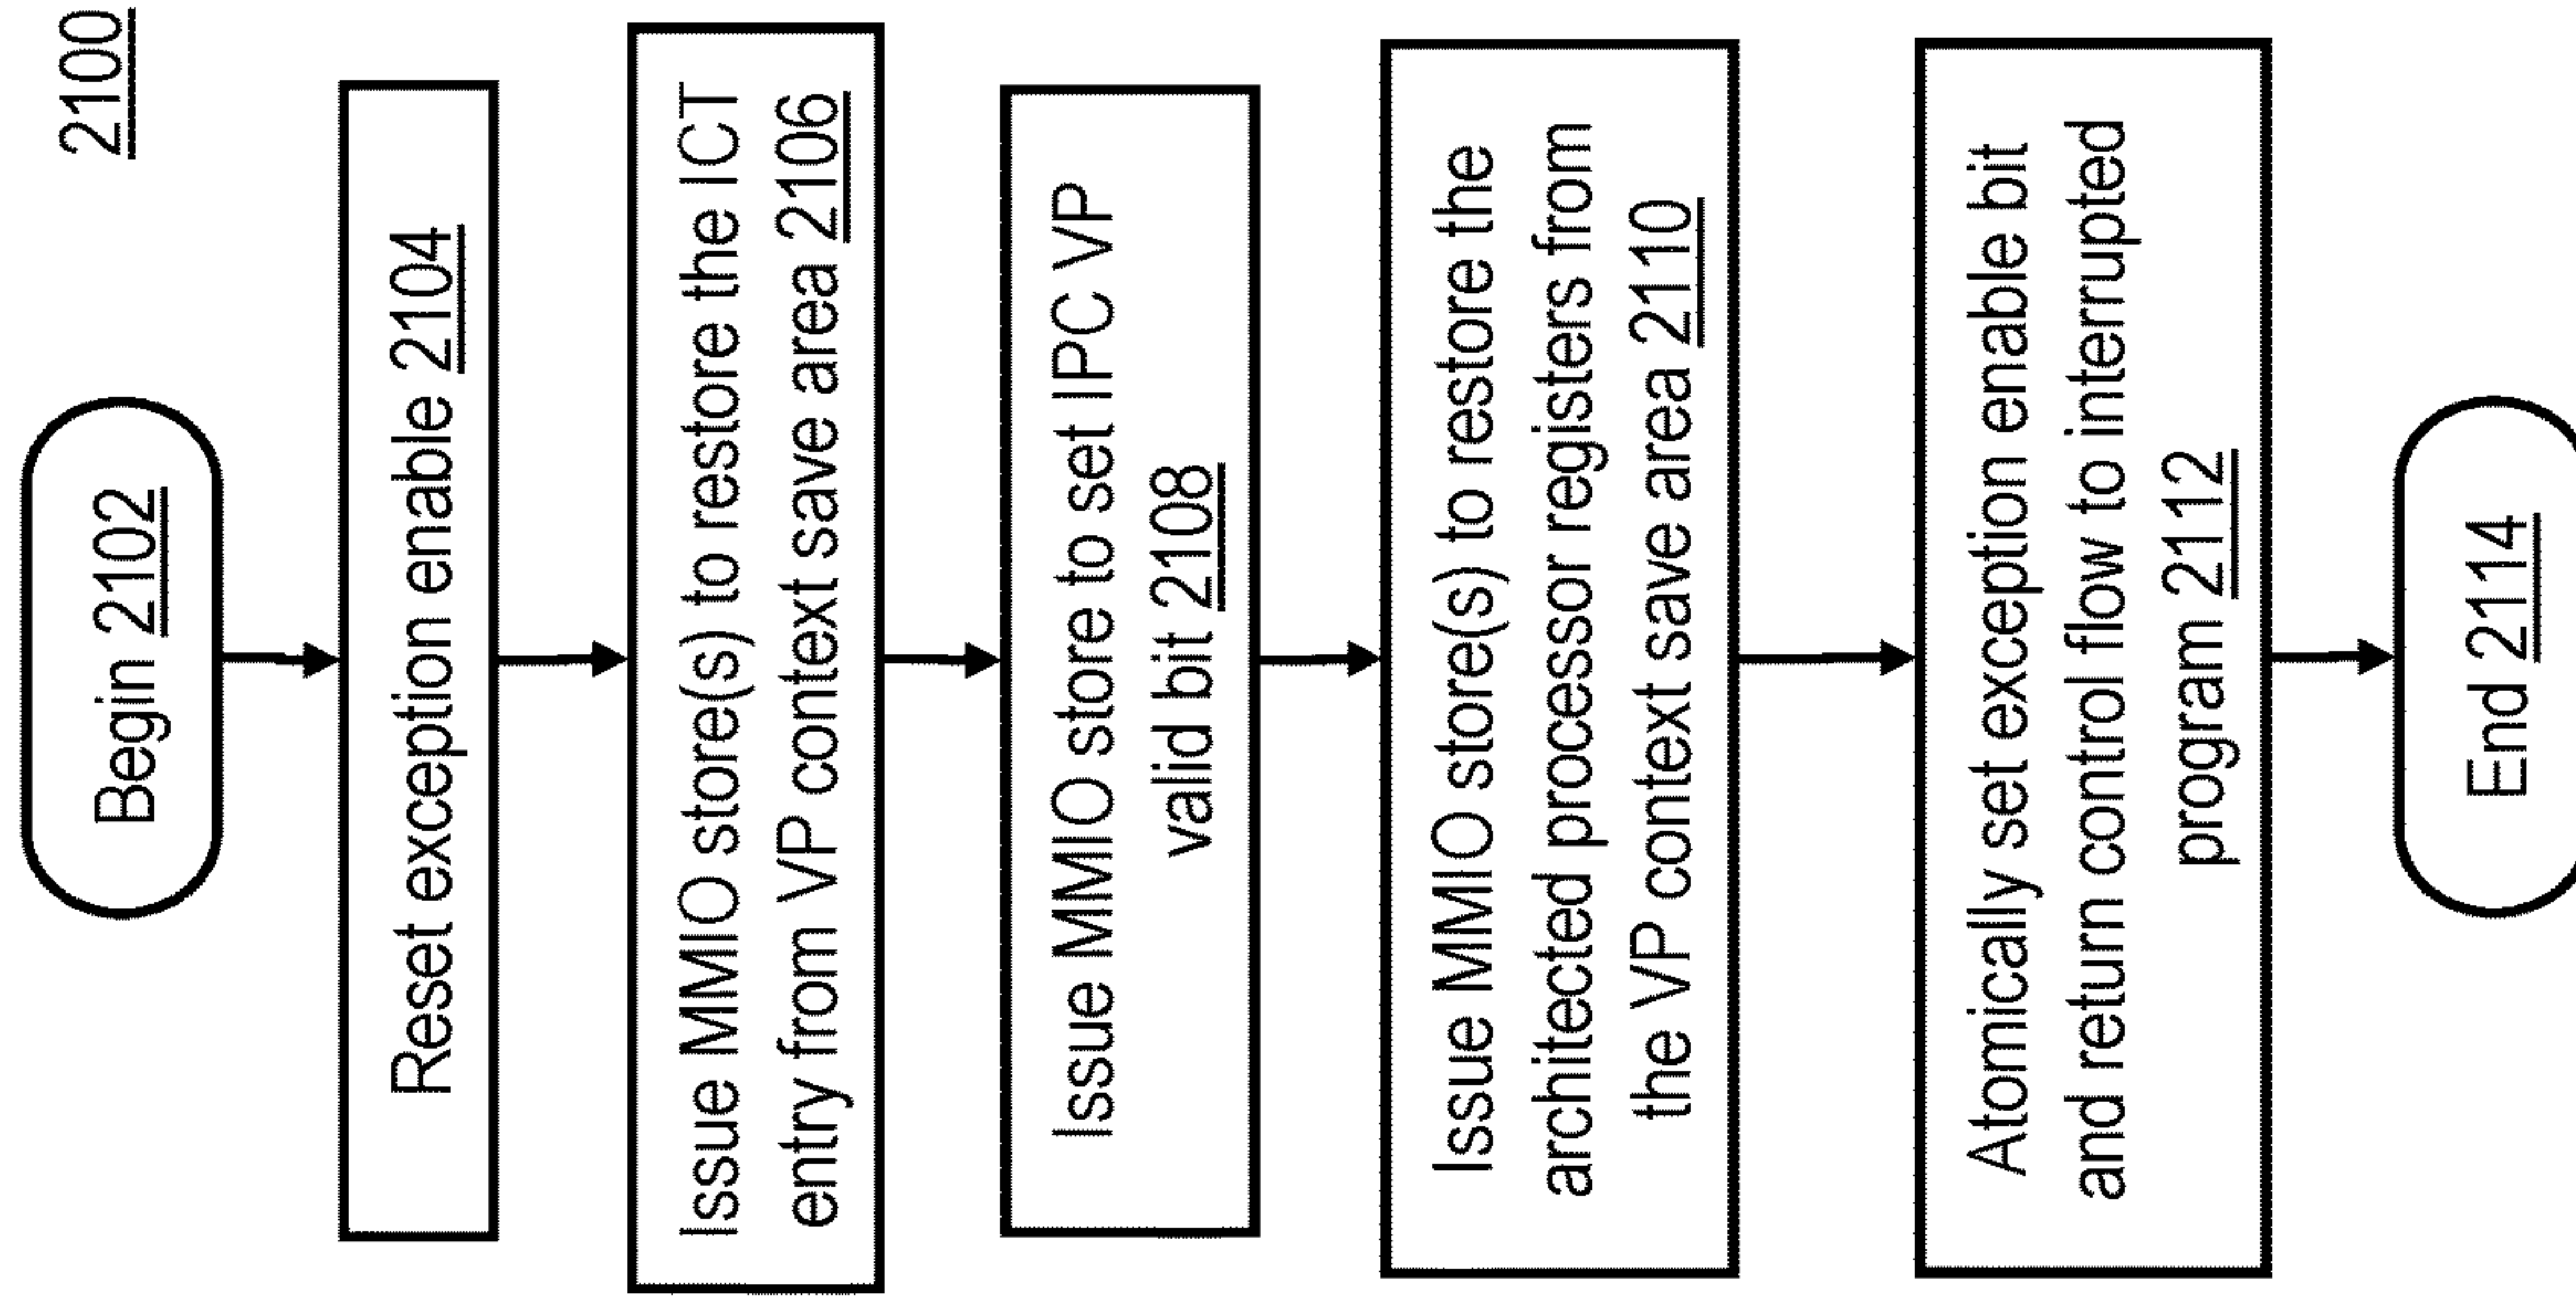 2100
Begin 2102
Reset exception enable 2104
Issue MMIO store(s) to restore the ICT
entry from VP context save area 2106
Issue MMIO store to set IPC VP
valid bit 2108
Issue MMIO store(s) to restore the
architected processor registers from
the VP context save area 2110
Atomically set exception enable bit
and return control flow to interrupted
program 2112
End 2114